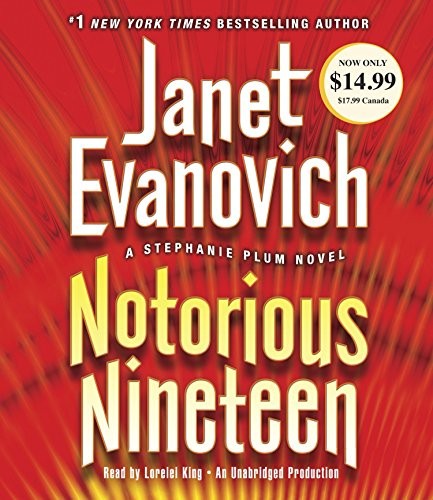 #1 NEW YORK TIMES BESTSELLING AUTHOR
NOW ONLY
$14.99
$17.99 Canada
Janet
Evanovich
A STEPHANIE PLUM NOVEL
Notorious
Nineteen
Read by Lorelei King • An Unabridged Production